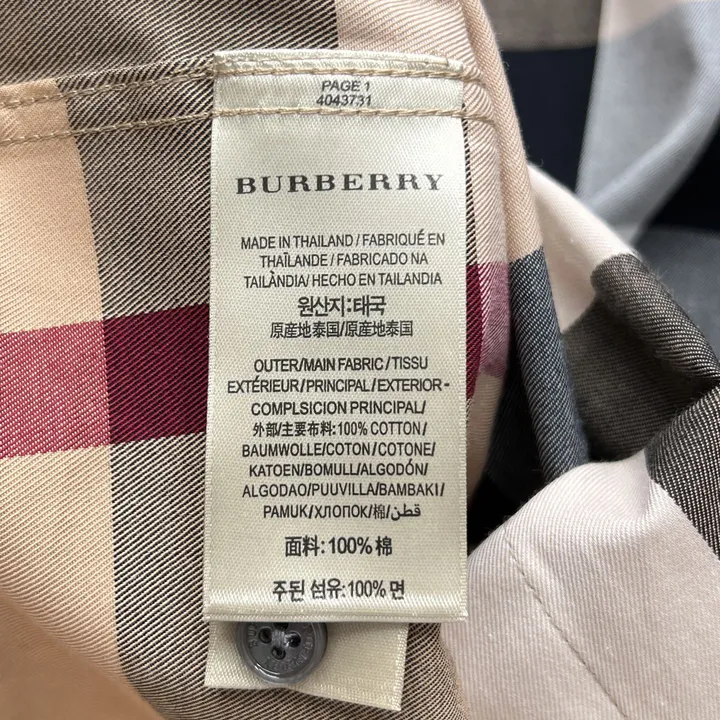 PAGE 1
4043731
BURBERRY
MADE IN THAILAND / FABRIQUÉ EN
THAÏLANDE / FABRICADO NA
TAILÀNDIA/ HECHO EN TAILANDIA
원산지:태국
原産地泰国/原産地泰国
OUTER/MAIN FABRIC/TISSU
EXTÉRIEUR/PRINCIPAL/EXTERIOR-
COMPLSICION PRINCIPAL/
外部/主要布料:100% COTTON/
BAUMWOLLE/COTON/COTONE/
KATOEN/BOMULL/ALGODÓN/
ALGODAO/PUUVILLA/BAMBAKI/
PAMUK/ХЛОПОК/棉/قطن
面料:100% 棉
주된 섬유:100% 면